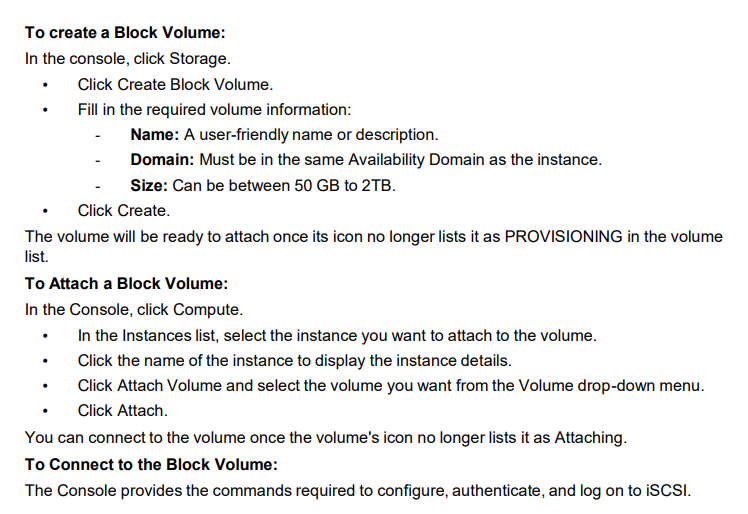 To create a Block Volume:
In the console, click Storage.
• Click Create Block Volume.
• Fill in the required volume information:
- Name: A user-friendly name or description.
- Domain: Must be in the same Availability Domain as the instance.
- Size: Can be between 50 GB to 2TB.
• Click Create.
The volume will be ready to attach once its icon no longer lists it as PROVISIONING in the volume
list.
To Attach a Block Volume:
In the Console, click Compute.
• In the Instances list, select the instance you want to attach to the volume.
• Click the name of the instance to display the instance details.
• Click Attach Volume and select the volume you want from the Volume drop-down menu.
• Click Attach.
You can connect to the volume once the volume's icon no longer lists it as Attaching.
To Connect to the Block Volume:
The Console provides the commands required to configure, authenticate, and log on to iSCSI.